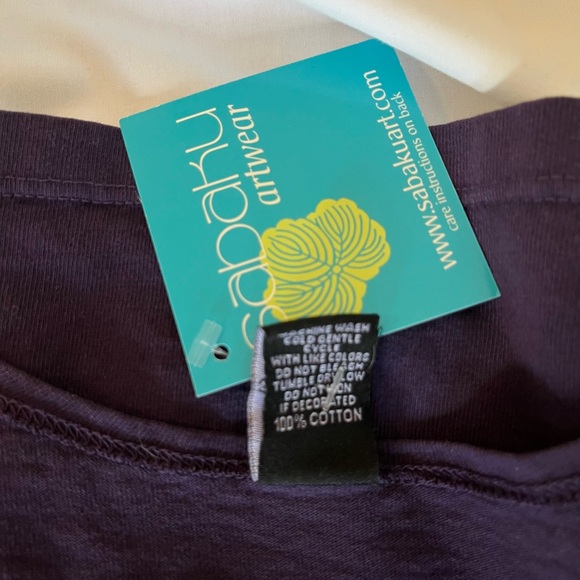 sabaku
artwear
www.sabakuart.com
care instructions on back
MACHINE WASH
COLD GENTLE
CYCLE
WITH LIKE COLORS
DO NOT BLEACH
TUMBLE DRY LOW
DO NOT IRON
IF DECORATED
100% COTTON